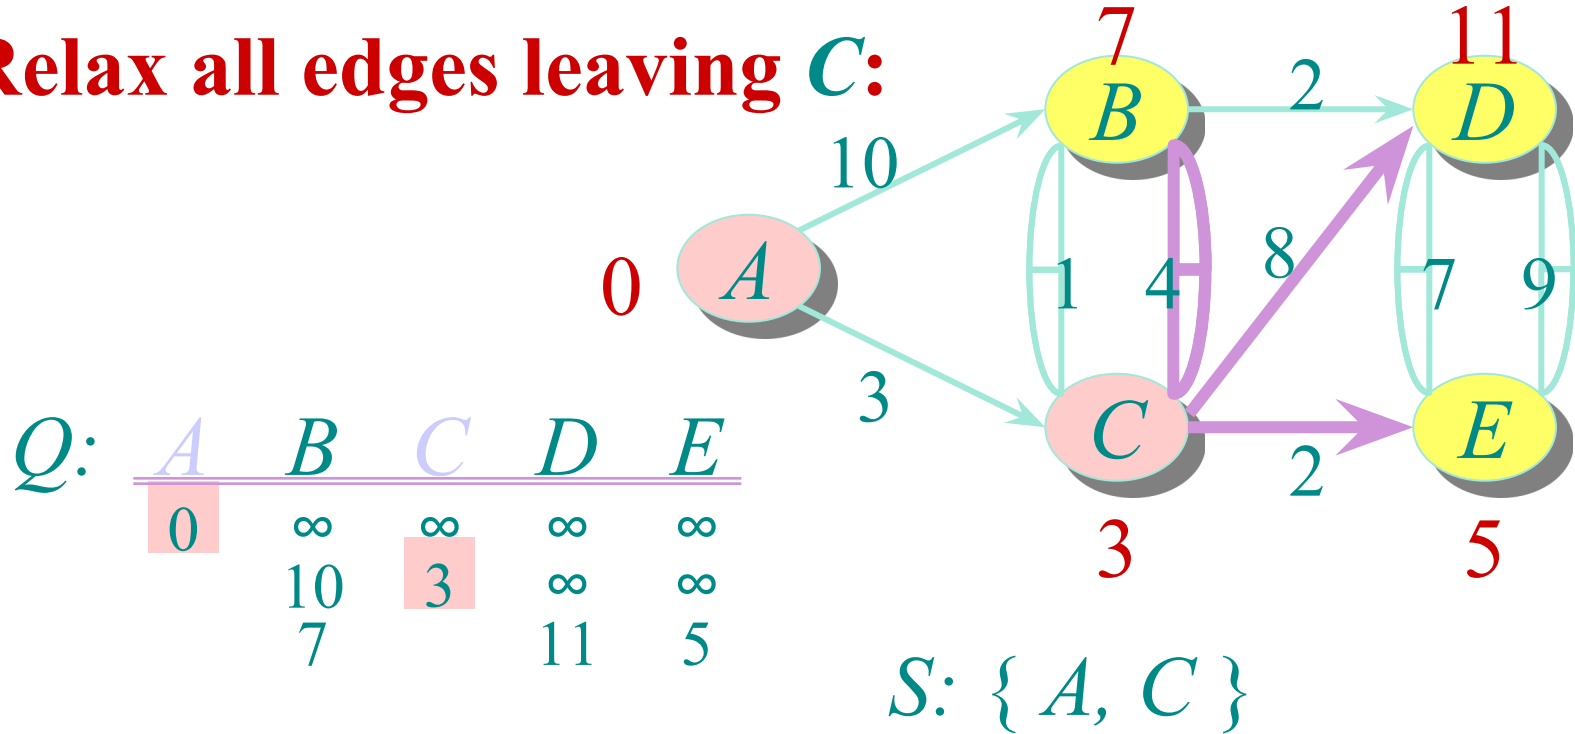 Relax all edges leaving C:
7
11
B
2
D
10
A
0
1
4
8
7
9
3
C
2
E
3
5
Q: A B C D E
0 ∞ ∞ ∞ ∞
10 3 ∞ ∞
7 11 5
S: { A, C }